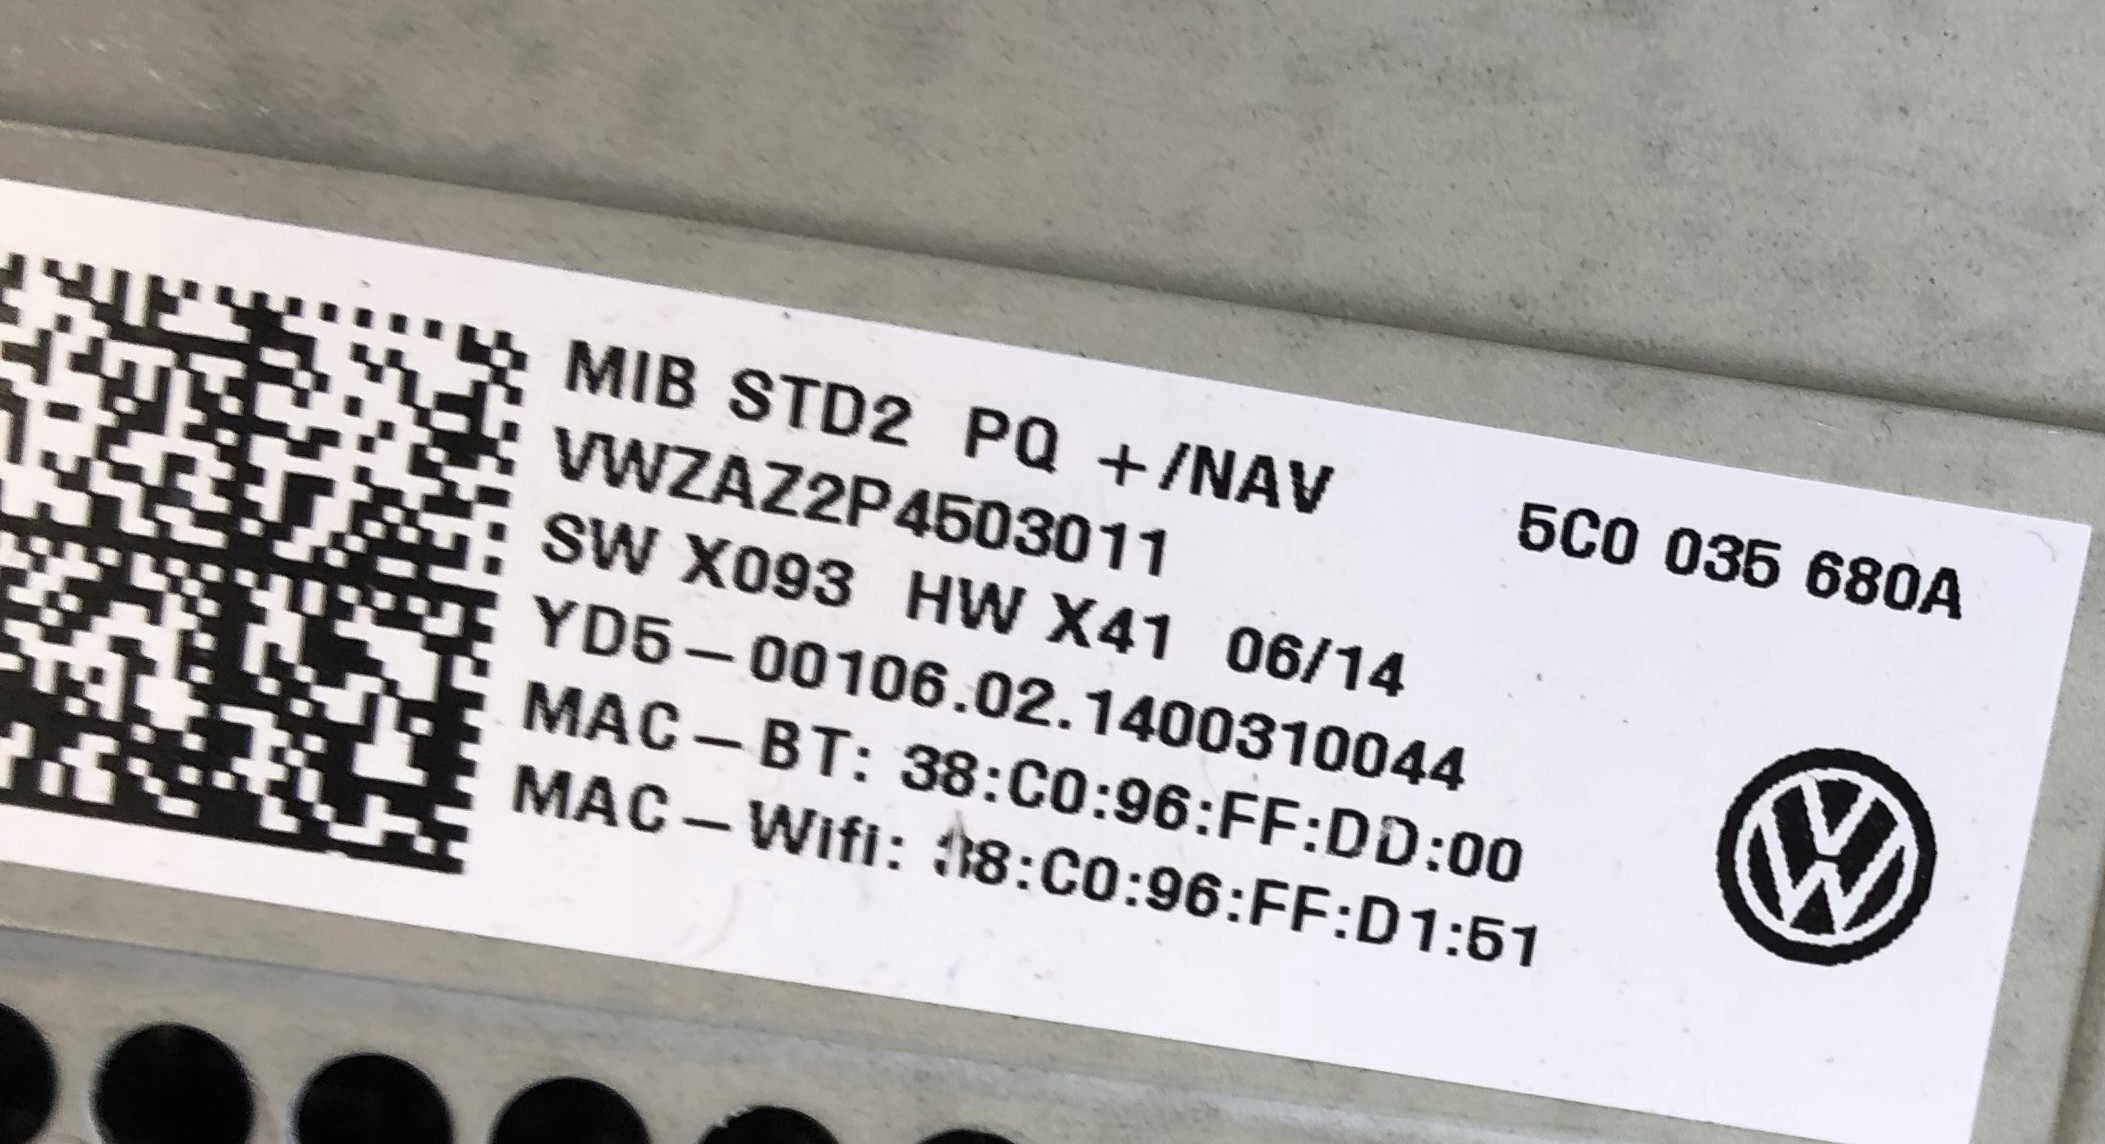 MIB STD2 PQ +/NAV
VWZAZ2P4503011
5C0 035 680A
SW X093 HW X41 06/14
YD5-00106.02.1400310044
MAC-BT: 38:C0:96:FF:DD:00
MAC-Wifi: 38:C0:96:FF:D1:51
VW